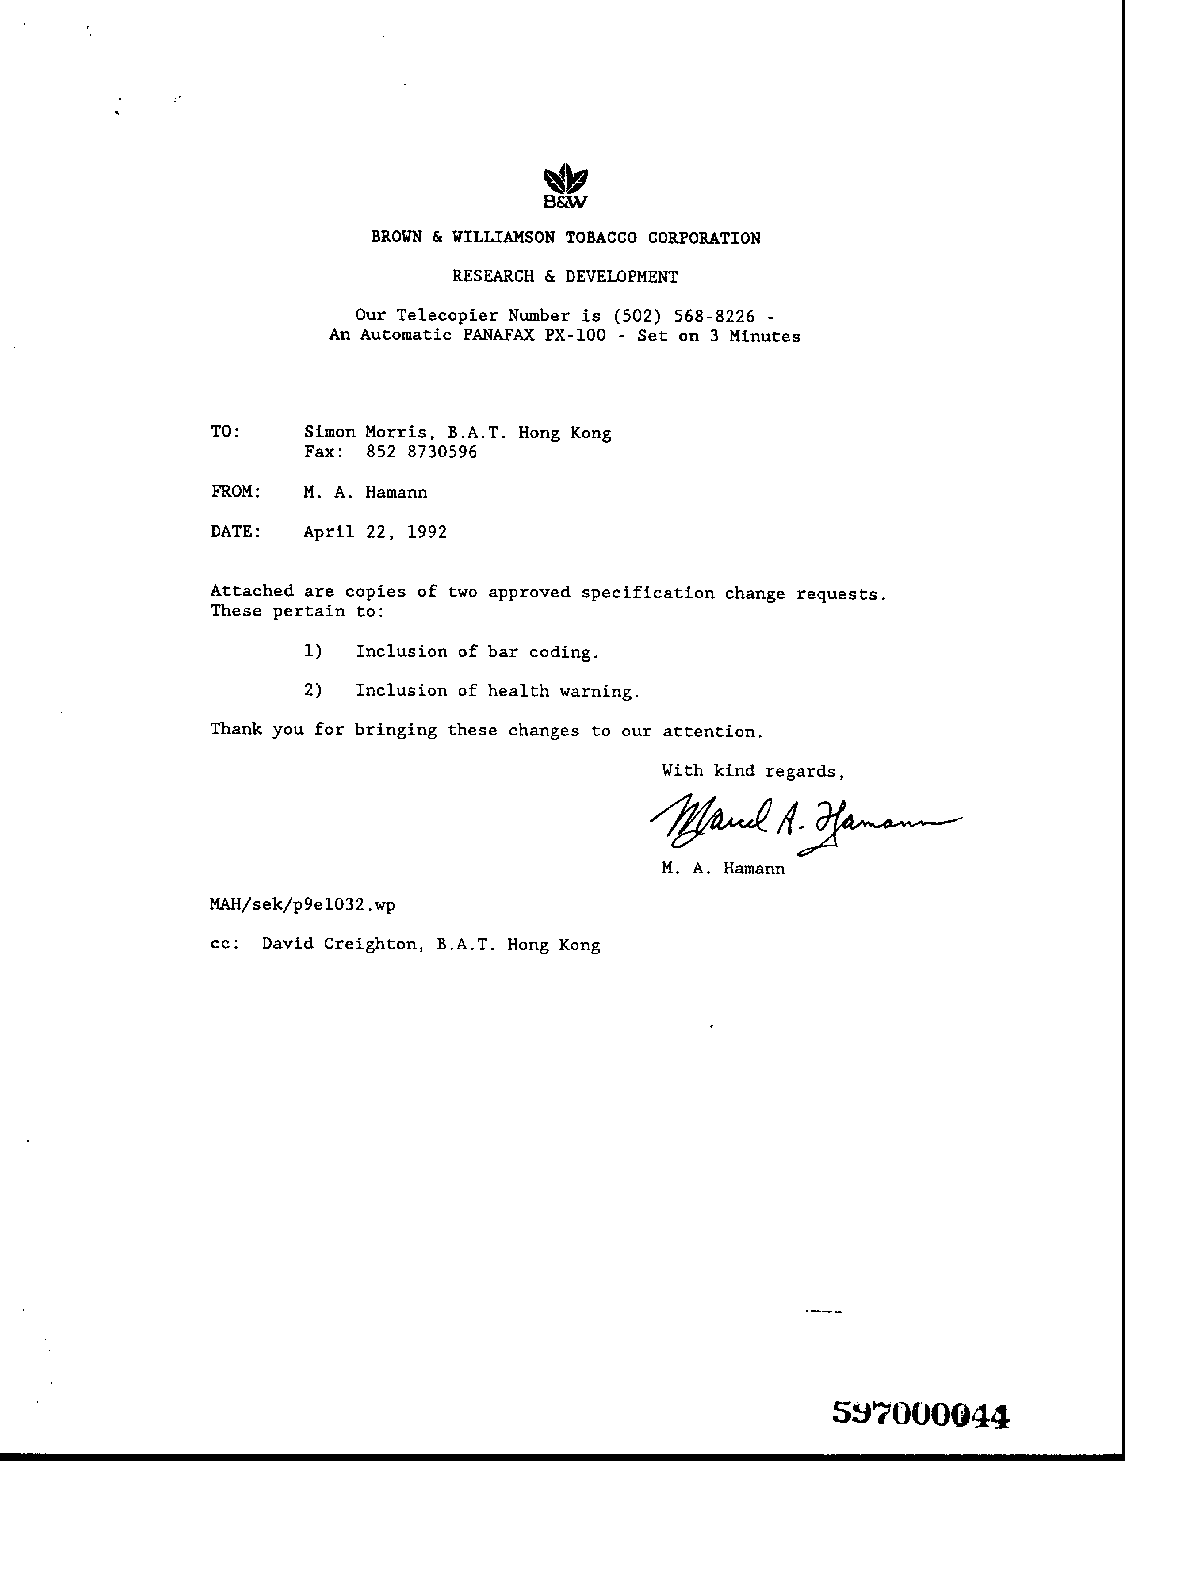 B&W
BROWN & WILLIAMSON TOBACCO CORPORATION
RESEARCH & DEVELOPMENT
Our Telecopier Number is (502) 568-8226 -
An Automatic PANAFAX PX-100 - Set on 3 Minutes
TO: Simon Morris, B.A.T. Hong Kong
Fax: 852 8730596
FROM: M. A. Hamann
DATE: April 22, 1992
Attached are copies of two approved specification change requests.
These pertain to:
1) Inclusion of bar coding.
2) Inclusion of health warning.
Thank you for bringing these changes to our attention.
With kind regards,
A. Hamann
M. A. Hamann
MAH/sek/p9e1032.wp
cc: David Creighton, B.A.T. Hong Kong
597000044